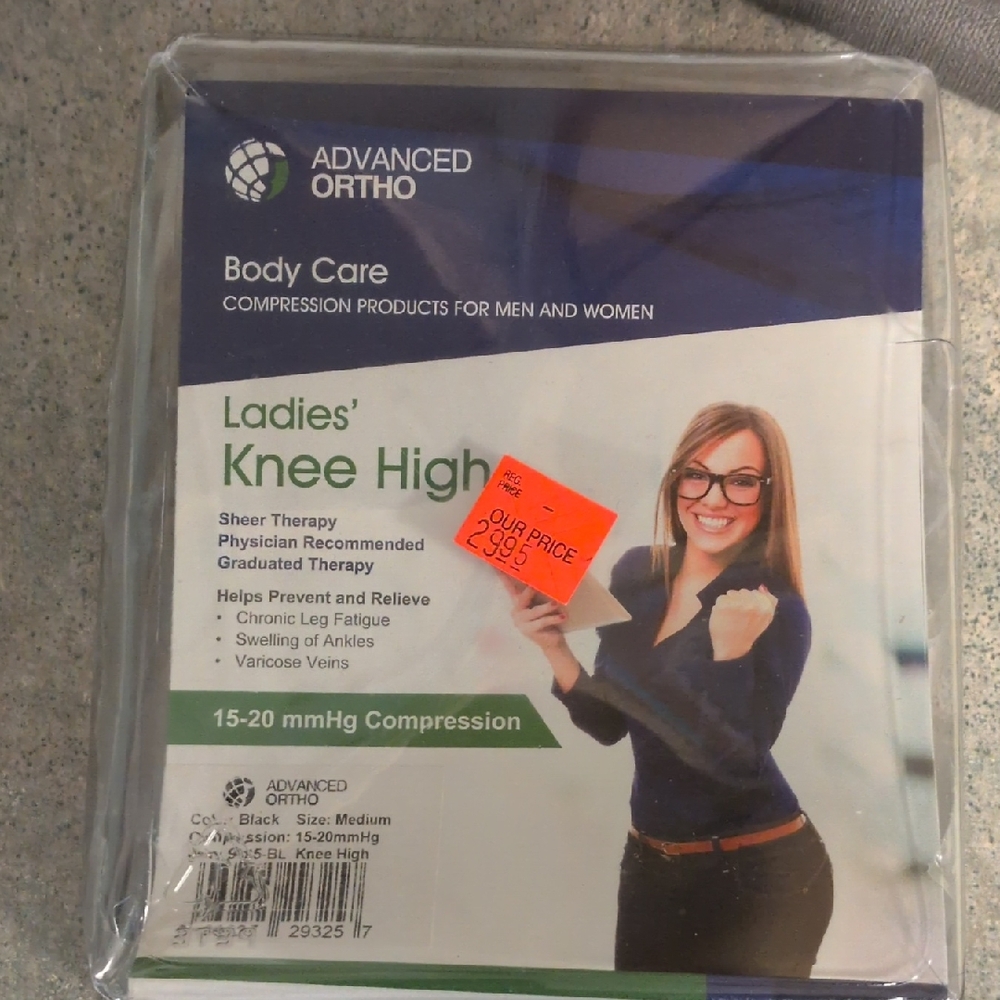 ADVANCED
ORTHO
Body Care
COMPRESSION PRODUCTS FOR MEN AND WOMEN
Ladies'
Knee High
REG.
PRICE
-
OUR PRICE
2995
Sheer Therapy
Physician Recommended
Graduated Therapy
Helps Prevent and Relieve
• Chronic Leg Fatigue
• Swelling of Ankles
• Varicose Veins
15-20 mmHg Compression
ADVANCED
ORTHO
Black Size: Medium
15-20mmHg
Knee High
29325 7